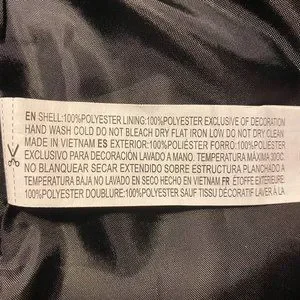 EN SHELL:100%POLYESTER LINING:100%POLYESTER EXCLUSIVE OF DECORATION
HAND WASH COLD DO NOT BLEACH DRY FLAT IRON LOW DO NOT DRY CLEAN
MADE IN VIETNAM ES EXTERIOR:100%POLIÉSTER FORRO:100%POLIÉSTER
EXCLUSIVO PARA DECORACIÓN LAVADO A MANO. TEMPERATURA MÁXIMA 30ºC
NO BLANQUEAR SECAR EXTENDIDO SOBRE ESTRUCTURA PLANCHADO A
TEMPERATURA BAJA NO LAVADO EN SECO HECHO EN VIETNAM FR ÉTOFFE EXTÉRIEURE:
100%POLYESTER DOUBLURE:100%POLYESTER SAUF TISSU DÉCORATIF LAVER À LA